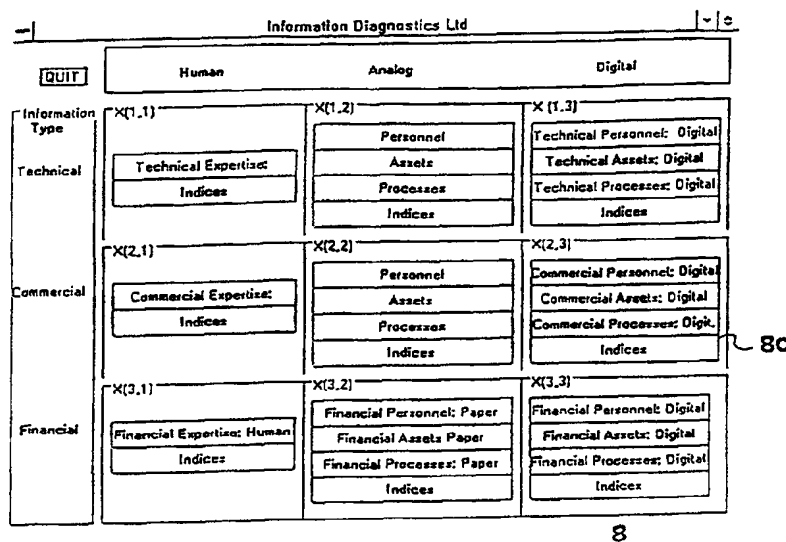 Information Diagnostics Ltd
QUIT
Human Analog Digital
Information Type
Technical
Commercial
Financial
X(1,1)
Technical Expertise:
Indices
X(1,2)
Personnel
Assets
Processes
Indices
X(1,3)
Technical Personnel: Digital
Technical Assets: Digital
Technical Processes: Digital
Indices
X(2,1)
Commercial Expertise:
Indices
X(2,2)
Personnel
Assets
Processes
Indices
X(2,3)
Commercial Personnel: Digital
Commercial Assets: Digital
Commercial Processes: Digit.
Indices
80
X(3,1)
Financial Expertise: Human
Indices
X(3,2)
Financial Personnel: Paper
Financial Assets Paper
Financial Processes: Paper
Indices
X(3,3)
Financial Personnel: Digital
Financial Assets: Digital
Financial Processes: Digital
Indices
8